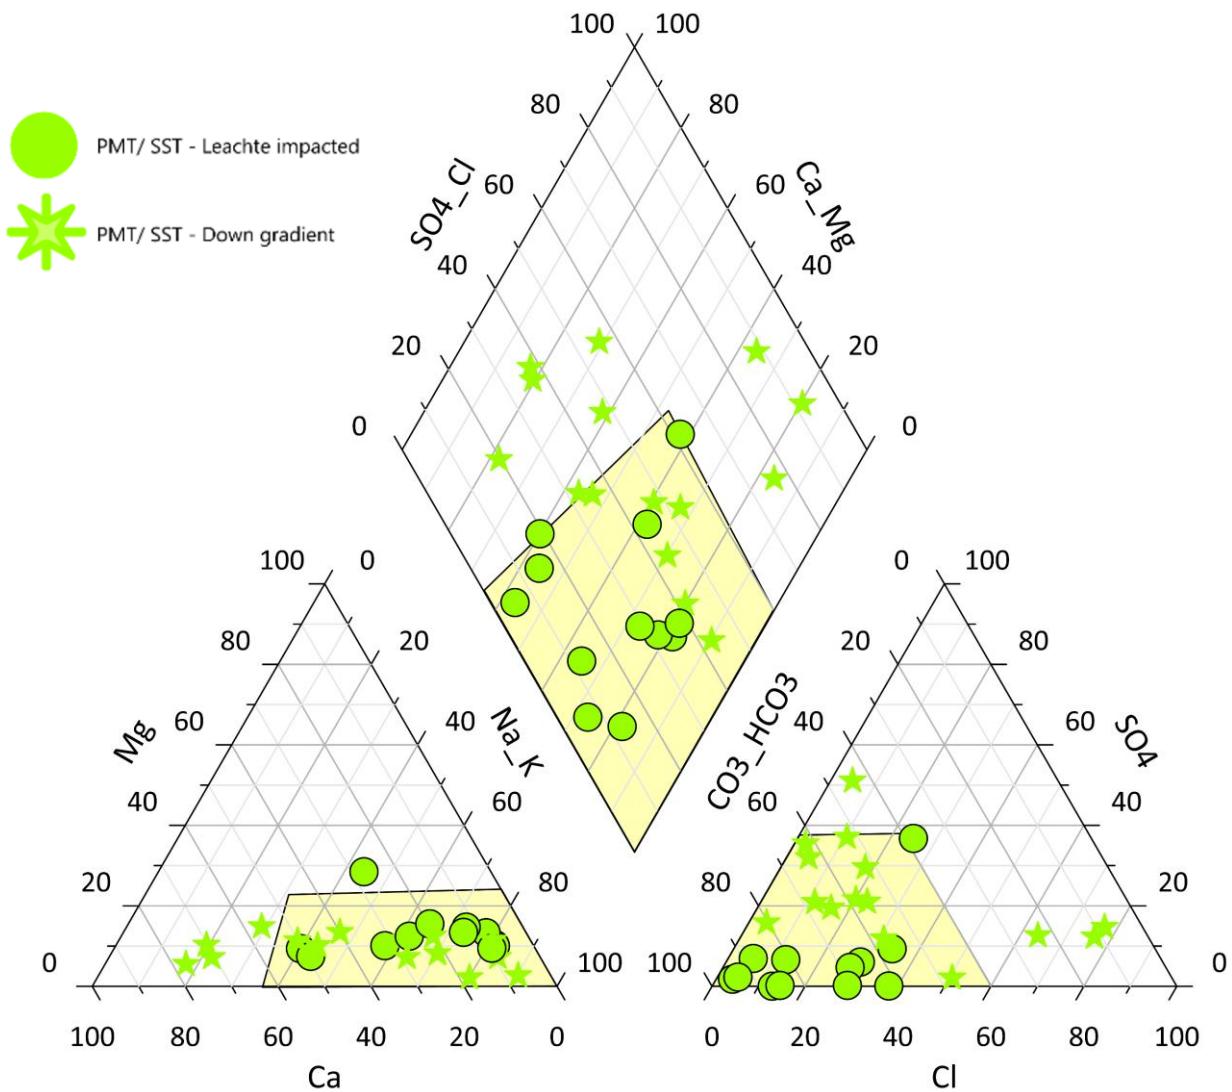 100 100
80 80
PMT/ SST - Leachte impacted
SO4_Cl 60 60 Ca_Mg
PMT/ SST - Down gradient
40 40
20 20
0 0
100 0 0 100
80 20 20 80
Mg 60 Na_K 40 CO3_HCO3 40 60 SO4
40 60 60 40
20 80 80 20
0 100 100 0
100 80 60 40 20 0 0 20 40 60 80 100
Ca Cl